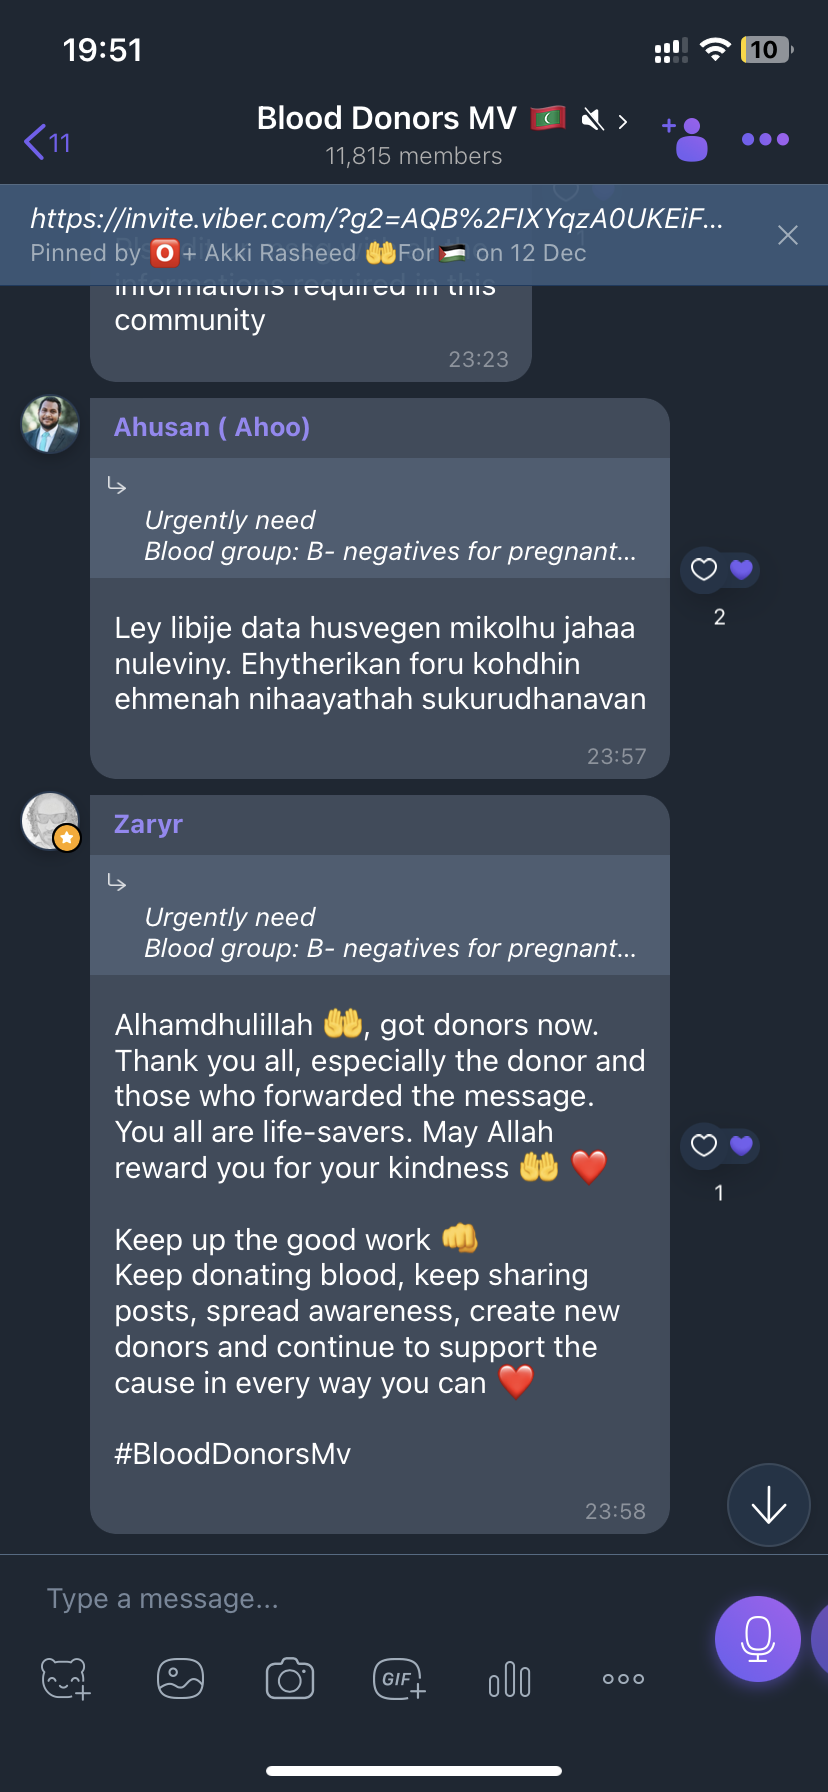 19:51
10
11
Blood Donors MV 🇲🇻
11,815 members
https://invite.viber.com/?g2=AQB%2FIXYqzA0UKEiF...
Pinned by 🅾️+ Akki Rasheed 🤲For 🇵🇸 on 12 Dec
informations required in this
community
23:23
Ahusan ( Ahoo)
Urgently need
Blood group: B- negatives for pregnant...
2
Ley libije data husvegen mikolhu jahaa
nuleviny. Ehytherikan foru kohdhin
ehmenah nihaayathah sukurudhanavan
23:57
Zaryr
Urgently need
Blood group: B- negatives for pregnant...
Alhamdhulillah 🤲, got donors now.
Thank you all, especially the donor and
those who forwarded the message.
You all are life-savers. May Allah
reward you for your kindness 🤲 ❤️
1
Keep up the good work 👊
Keep donating blood, keep sharing
posts, spread awareness, create new
donors and continue to support the
cause in every way you can ❤️
#BloodDonorsMv
23:58
Type a message...
GIF